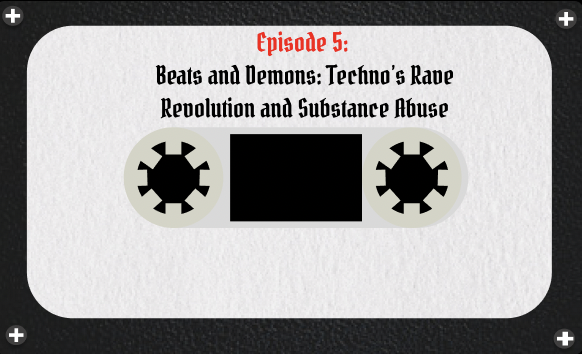 Episode 5:
Beats and Demons: Techno's Rave
Revolution and Substance Abuse